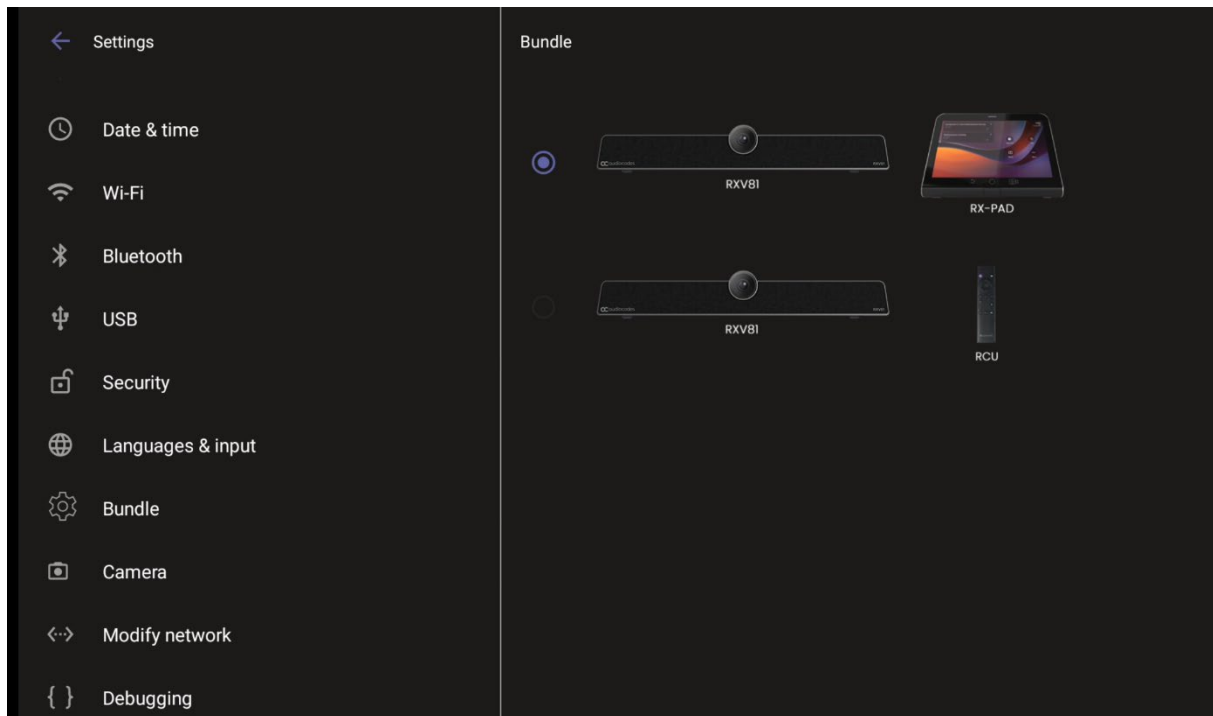 Settings
Date & time
Wi-Fi
Bluetooth
USB
Security
Languages & input
Bundle
Camera
Modify network
Debugging
Bundle
RXV81
RX-PAD
RXV81
RCU